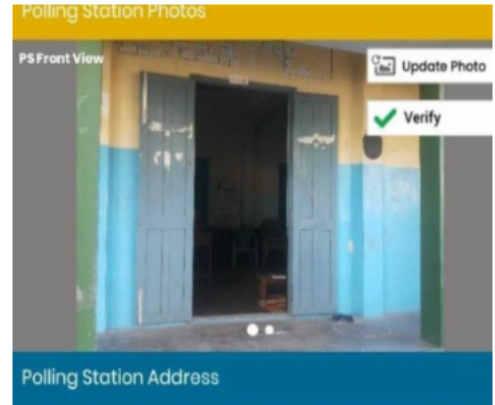 Polling Station Photos
PS Front View
Update Photo
Verify
Polling Station Address